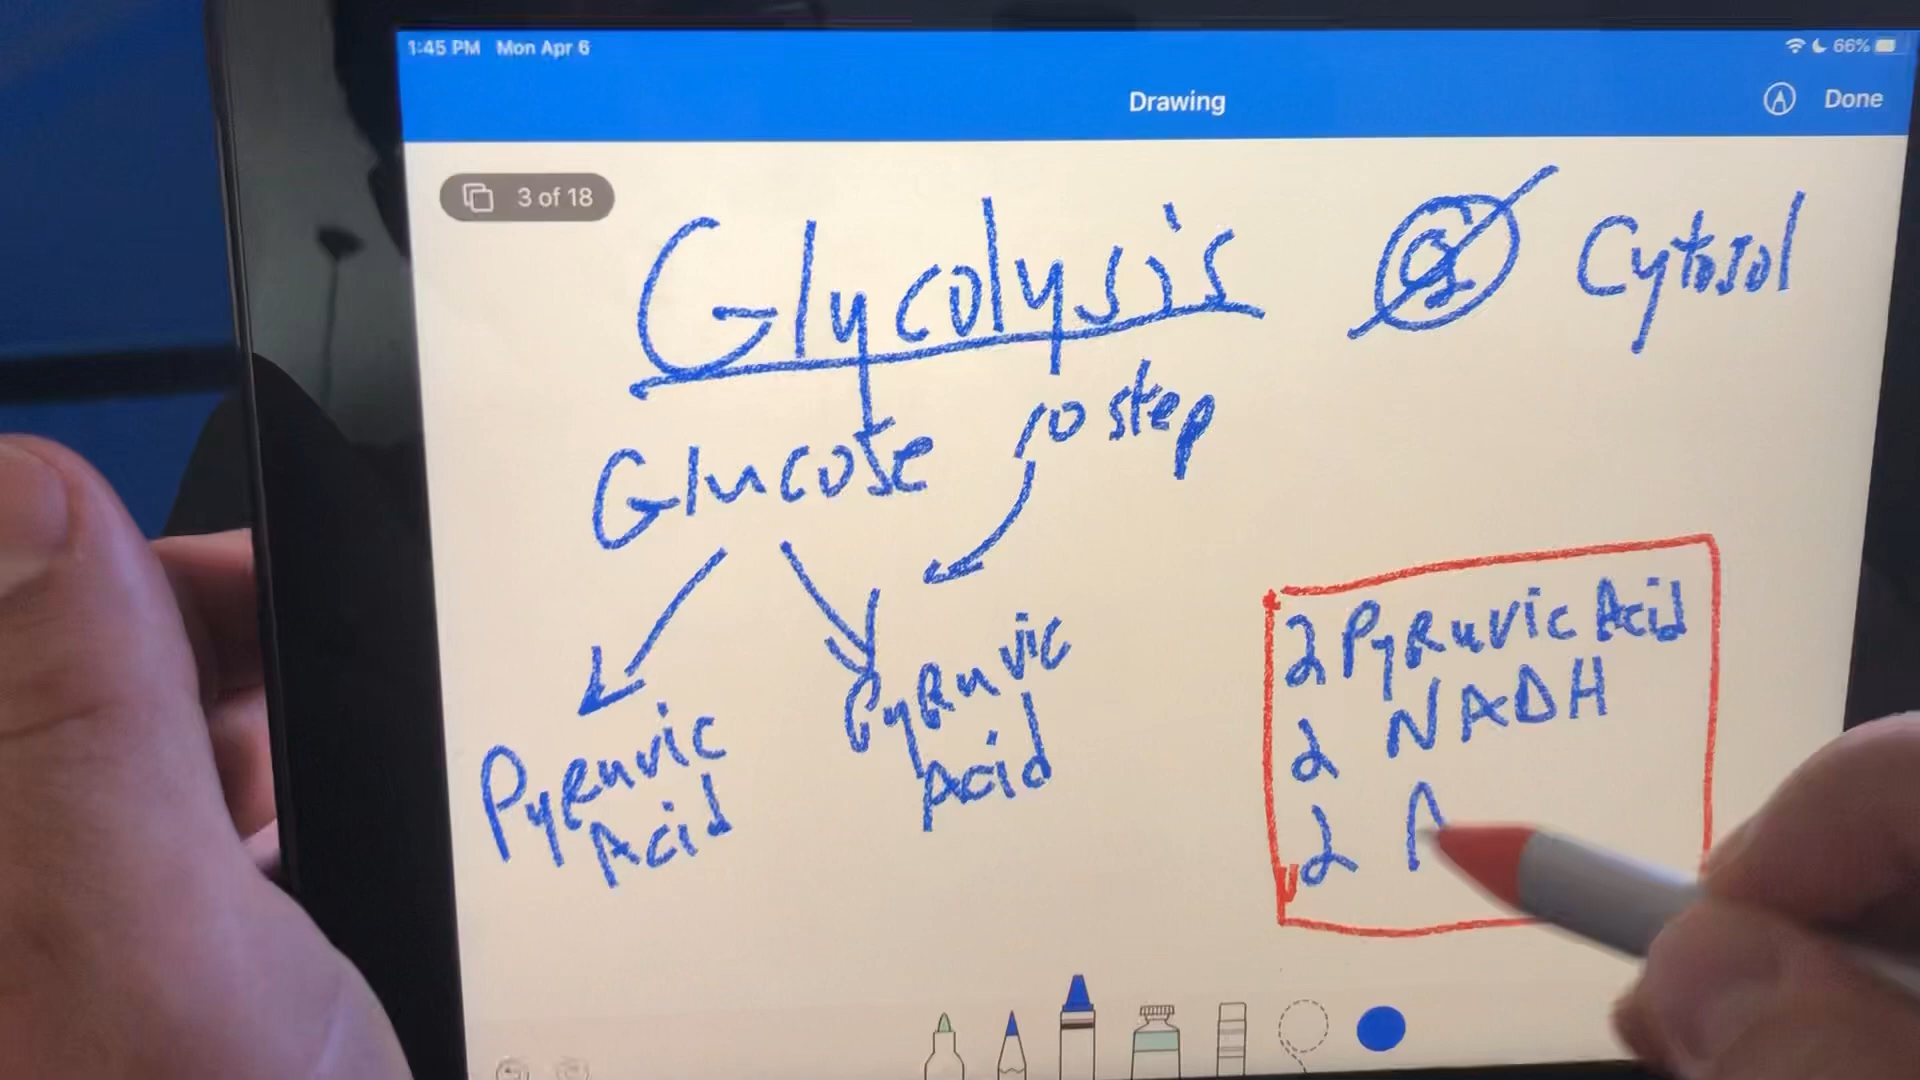 1:45 PM Mon Apr 6
66%
Drawing
Done
3 of 18
Glycolysis
O2
Cytosol
Glucose
10 step
Pyruvic
Acid
Pyruvic
Acid
2 Pyruvic Acid
2 NADH
2 A